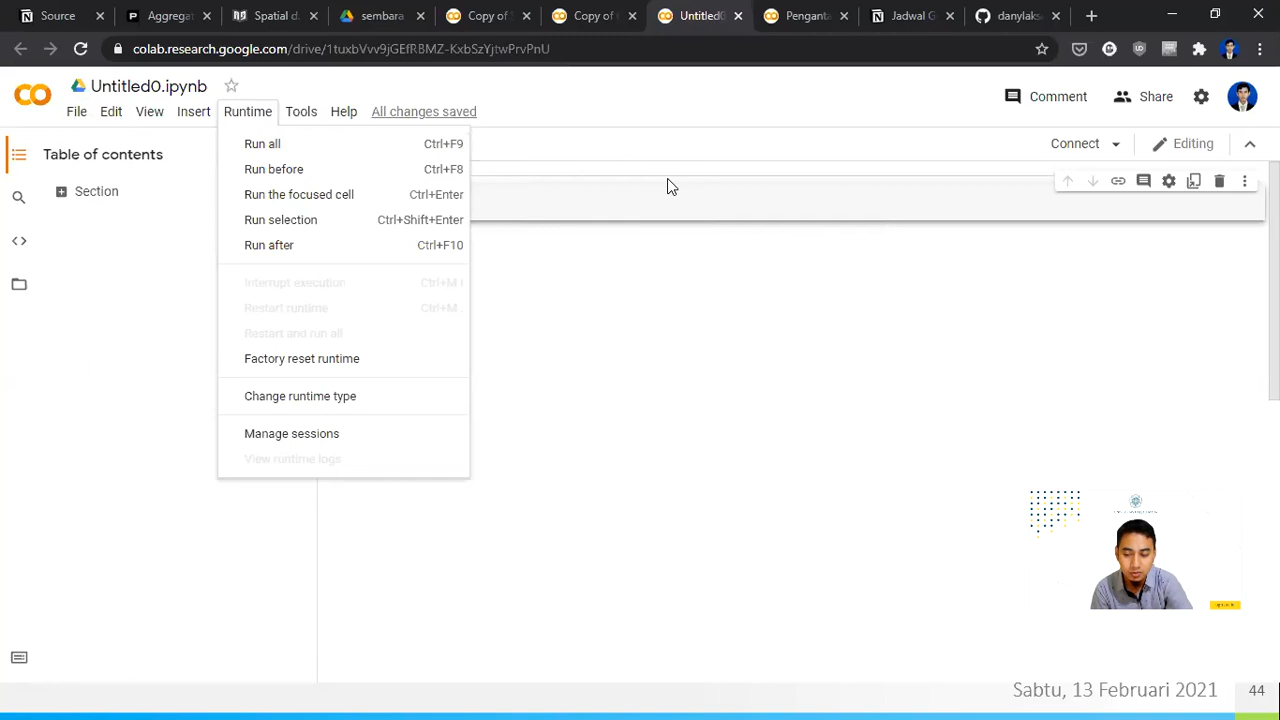 Source
Aggregat
Spatial d
sembara
Copy of S
Copy of
Untitled0
Pengant
Jadwal G
danylaks
colab.research.google.com/drive/1tuxbVvv9jGEfRBMZ-KxbSzYjtwPrvPnU
Untitled0.ipynb
Comment
Share
File Edit View Insert Runtime Tools Help All changes saved
Connect
Editing
Table of contents
Section
Run all Ctrl+F9
Run before Ctrl+F8
Run the focused cell Ctrl+Enter
Run selection Ctrl+Shift+Enter
Run after Ctrl+F10
Interrupt execution Ctrl+M I
Restart runtime Ctrl+M .
Restart and run all
Factory reset runtime
Change runtime type
Manage sessions
View runtime logs
Sabtu, 13 Februari 2021
44